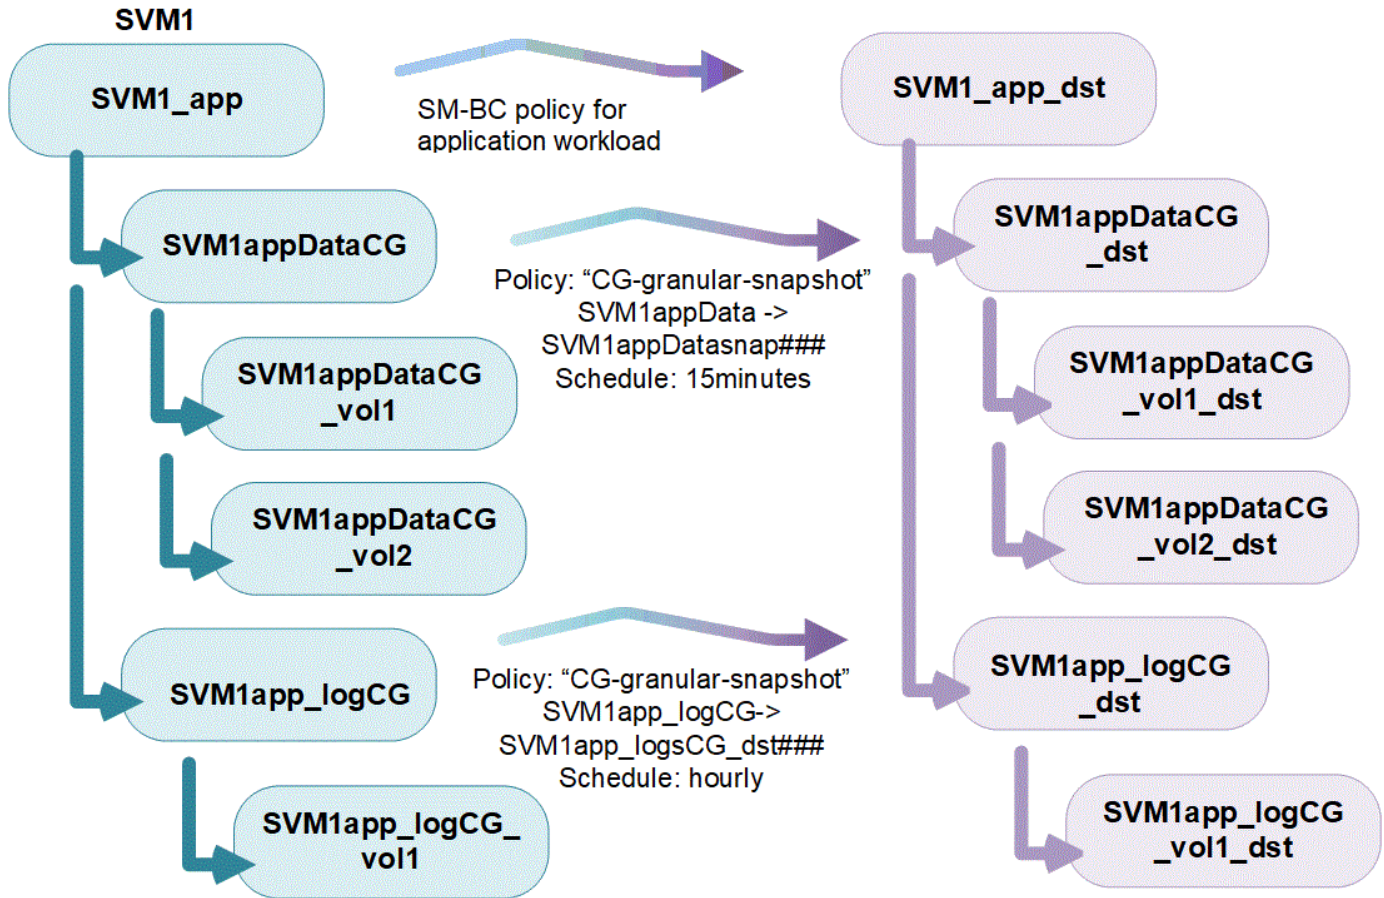 SVM1
SVM1_app
SM-BC policy for
application workload
SVM1_app_dst
SVM1appDataCG
Policy: “CG-granular-snapshot”
SVM1appData ->
SVM1appDatasnap###
Schedule: 15minutes
SVM1appDataCG
_dst
SVM1appDataCG
_vol1
SVM1appDataCG
_vol1_dst
SVM1appDataCG
_vol2
SVM1appDataCG
_vol2_dst
SVM1app_logCG
Policy: “CG-granular-snapshot”
SVM1app_logCG->
SVM1app_logsCG_dst###
Schedule: hourly
SVM1app_logCG
_dst
SVM1app_logCG_
vol1
SVM1app_logCG
_vol1_dst